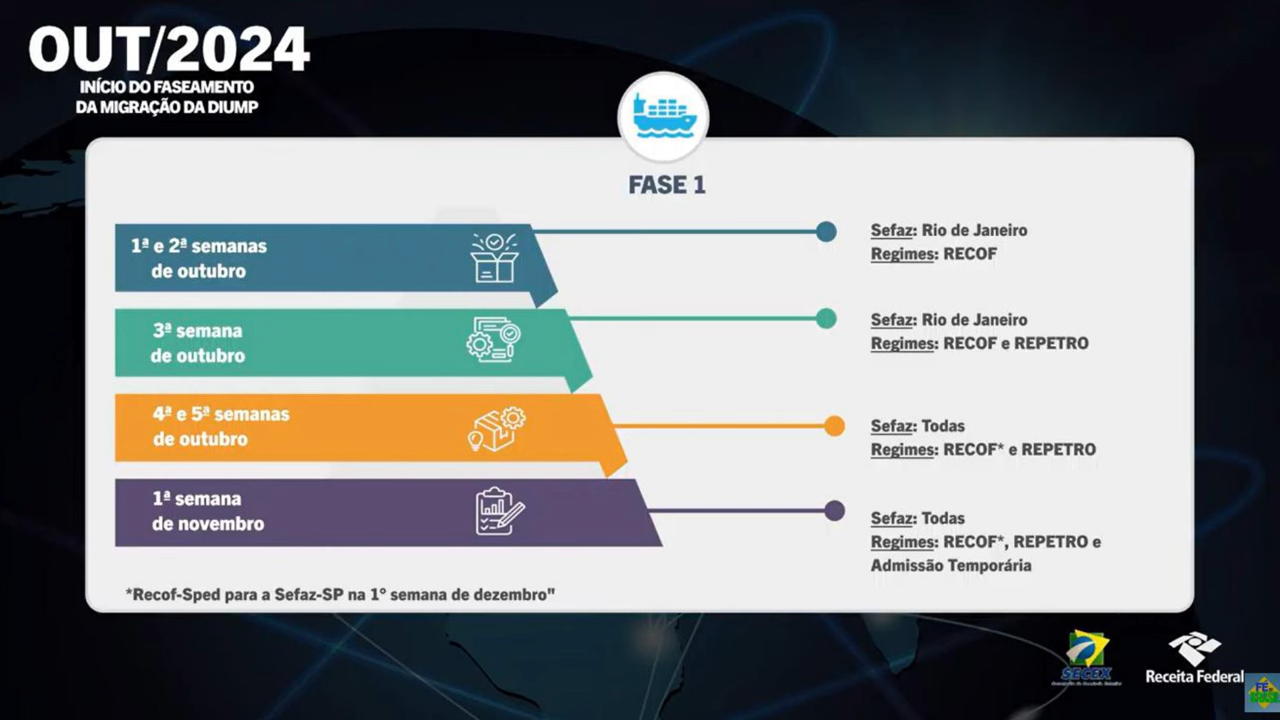 OUT/2024
INÍCIO DO FASEAMENTO
DA MIGRAÇÃO DA DIUMP
FASE 1
1ª e 2ª semanas
de outubro
Sefaz: Rio de Janeiro
Regimes: RECOF
3ª semana
de outubro
Sefaz: Rio de Janeiro
Regimes: RECOF e REPETRO
4ª e 5ª semanas
de outubro
Sefaz: Todas
Regimes: RECOF* e REPETRO
1ª semana
de novembro
Sefaz: Todas
Regimes: RECOF*, REPETRO e
Admissão Temporária
*Recof-Sped para a Sefaz-SP na 1° semana de dezembro"
SECEX
Receita Federal